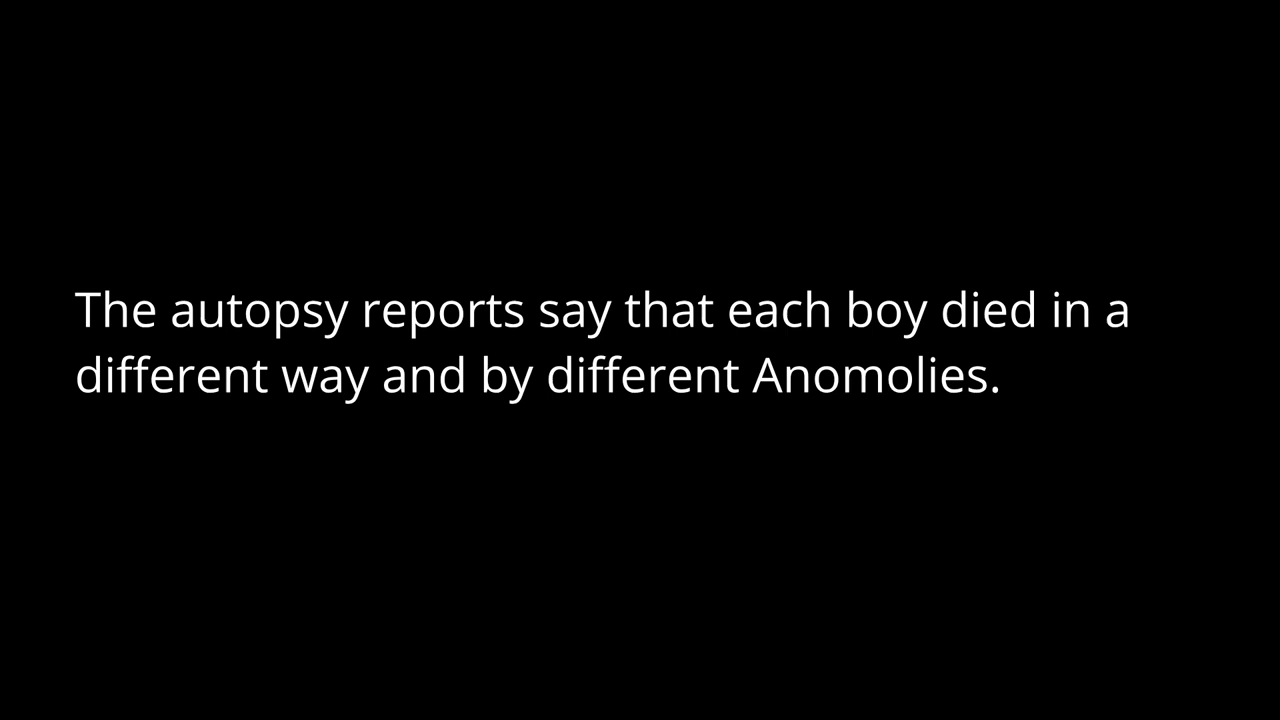 The autopsy reports say that each boy died in a
different way and by different Anomolies.